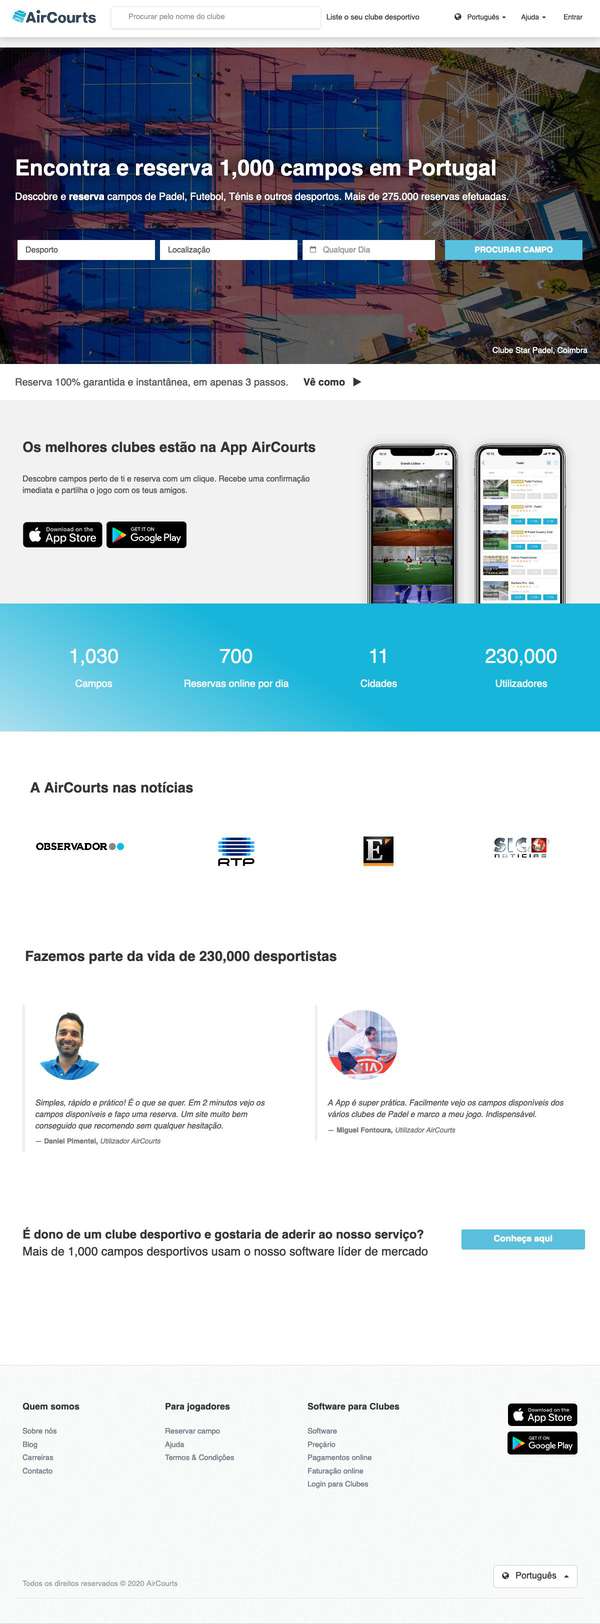 AirCourts
Procurar pelo nome do clube
Liste o seu clube desportivo
Português
Ajuda
Entrar
Encontra e reserva 1,000 campos em Portugal
Descobre e reserva campos de Padel, Futebol, Ténis e outros desportos. Mais de 275.000 reservas efetuadas.
Desporto
Localização
Qualquer Dia
PROCURAR CAMPO
Clube Star Padel, Coimbra
Reserva 100% garantida e instantânea, em apenas 3 passos. Vê como
Os melhores clubes estão na App AirCourts
Descobre campos perto de ti e reserva com um clique. Recebe uma confirmação
imediata e partilha o jogo com os teus amigos.
Download on the
App Store
GET IT ON
Google Play
1,030
Campos
700
Reservas online por dia
11
Cidades
230,000
Utilizadores
A AirCourts nas notícias
OBSERVADOR
RTP
E
SIC
NOTÍCIAS
Fazemos parte da vida de 230,000 desportistas
Simples, rápido e prático! É o que se quer. Em 2 minutos vejo os
campos disponíveis e faço uma reserva. Um site muito bem
conseguido que recomendo sem qualquer hesitação.
— Daniel Pimentel, Utilizador AirCourts
KIA
A App é super prática. Facilmente vejo os campos disponíveis dos
vários clubes de Padel e marco a meu jogo. Indispensável.
— Miguel Fontoura, Utilizador AirCourts
É dono de um clube desportivo e gostaria de aderir ao nosso serviço?
Mais de 1,000 campos desportivos usam o nosso software líder de mercado
Conheça aqui
Quem somos
Sobre nós
Blog
Carreiras
Contacto
Para jogadores
Reservar campo
Ajuda
Termos & Condições
Software para Clubes
Software
Preçário
Pagamentos online
Faturação online
Login para Clubes
Download on the
App Store
GET IT ON
Google Play
Todos os direitos reservados © 2020 AirCourts
Português